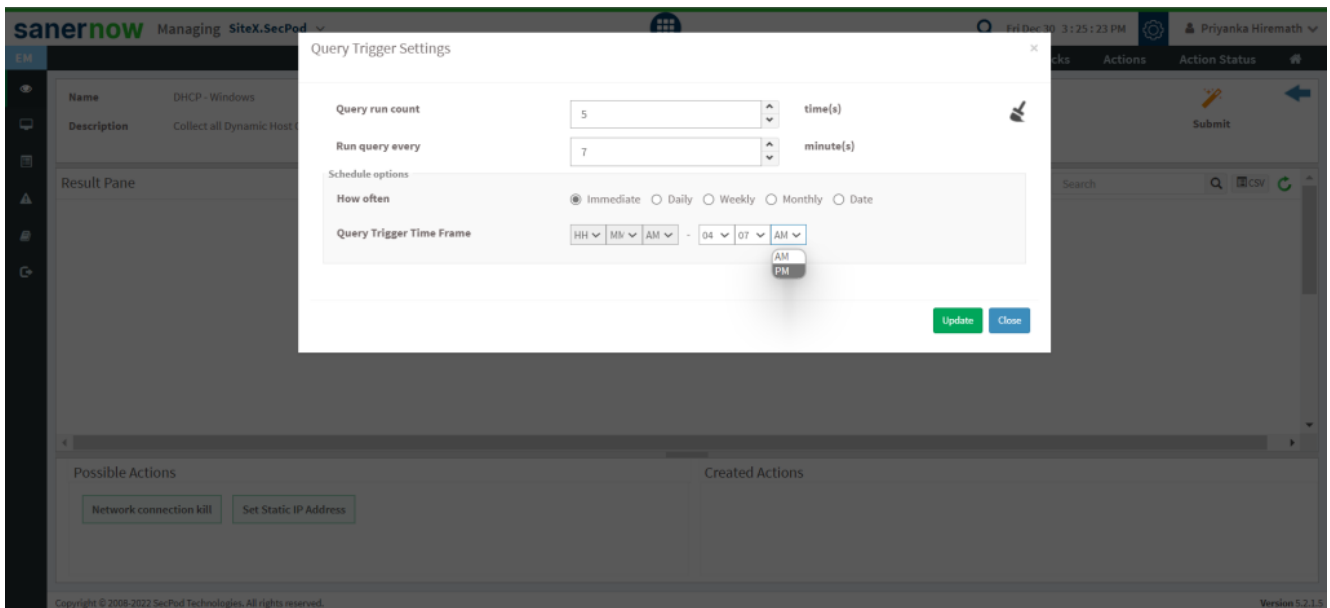 sanernow Managing SiteX.SecPod Fri Dec 30 3:25:23 PM Priyanka Hiremath
EM cks Actions Action Status
Query Trigger Settings ×
Name DHCP - Windows
Description Collect all Dynamic Host
Submit
Query run count 5 time(s)
Run query every 7 minute(s)
Schedule options
How often Immediate Daily Weekly Monthly Date
Query Trigger Time Frame HH MM AM - 04 07 AM
AM
PM
Update Close
Result Pane Search CSV
Possible Actions Created Actions
Network connection kill Set Static IP Address
Copyright © 2008-2022 SecPod Technologies. All rights reserved. Version 5.2.1.5